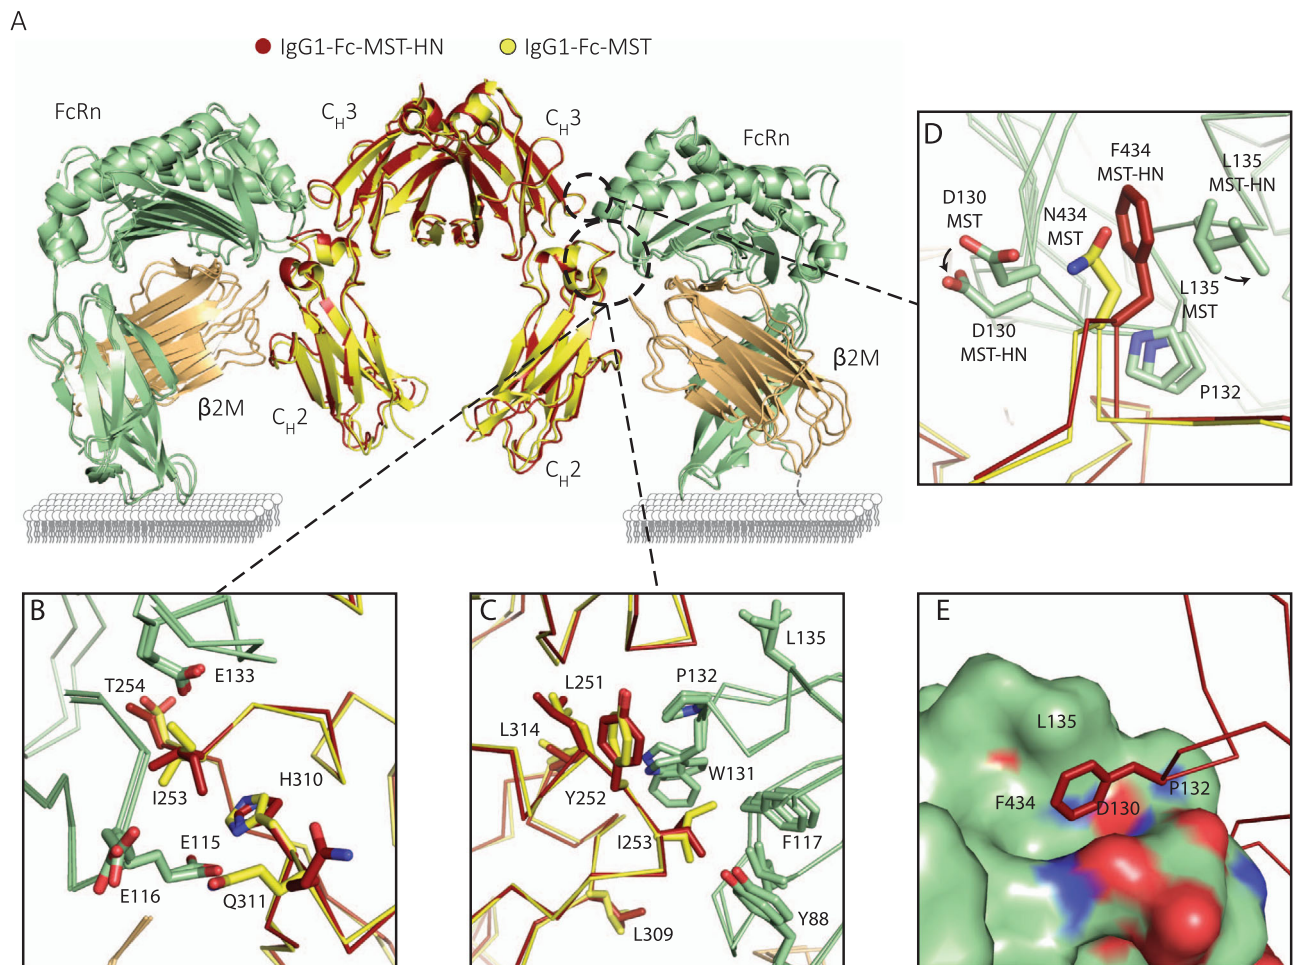 A
IgG1-Fc-MST-HN
IgG1-Fc-MST
FcRn
CH3
CH3
FcRn
β2M
CH2
CH2
β2M
D
F434
MST-HN
L135
MST-HN
D130
MST
N434
MST
L135
MST
D130
MST-HN
P132
B
E133
T254
H310
I253
E115
E116
Q311
C
L135
L251
P132
L314
W131
Y252
I253
F117
Y88
L309
E
L135
F434
D130
P132